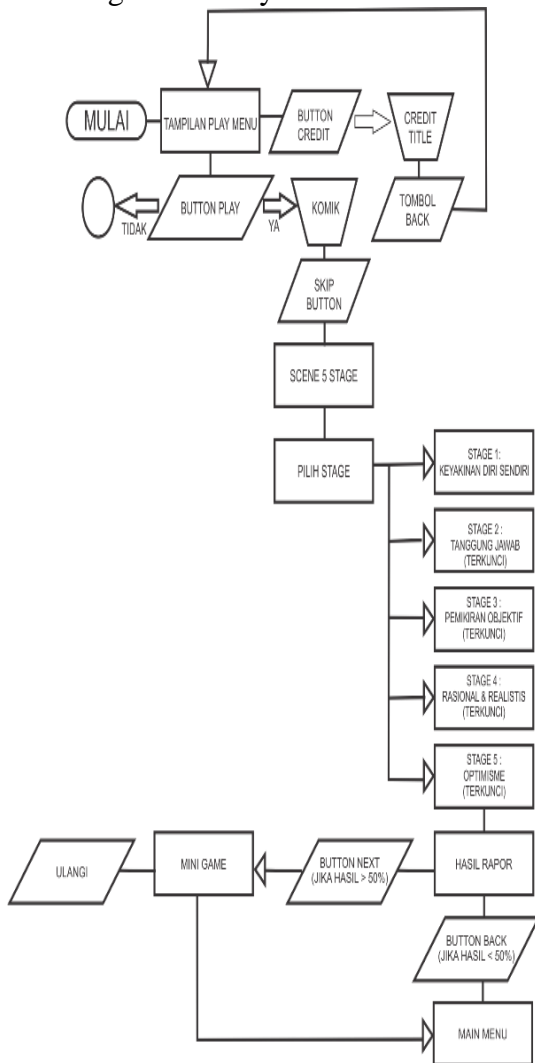 MULAI
TAMPILAN PLAY MENU
BUTTON
CREDIT
CREDIT
TITLE
TOMBOL
BACK
BUTTON PLAY
TIDAK
YA
KOMIK
SKIP
BUTTON
SCENE 5 STAGE
PILIH STAGE
STAGE 1:
KEYAKINAN DIRI SENDIRI
STAGE 2 :
TANGGUNG JAWAB
(TERKUNCI)
STAGE 3 :
PEMIKIRAN OBJEKTIF
(TERKUNCI)
STAGE 4 :
RASIONAL & REALISTIS
(TERKUNCI)
STAGE 5 :
OPTIMISME
(TERKUNCI)
ULANGI
MINI GAME
BUTTON NEXT
(JIKA HASIL > 50%)
HASIL RAPOR
BUTTON BACK
(JIKA HASIL < 50%)
MAIN MENU